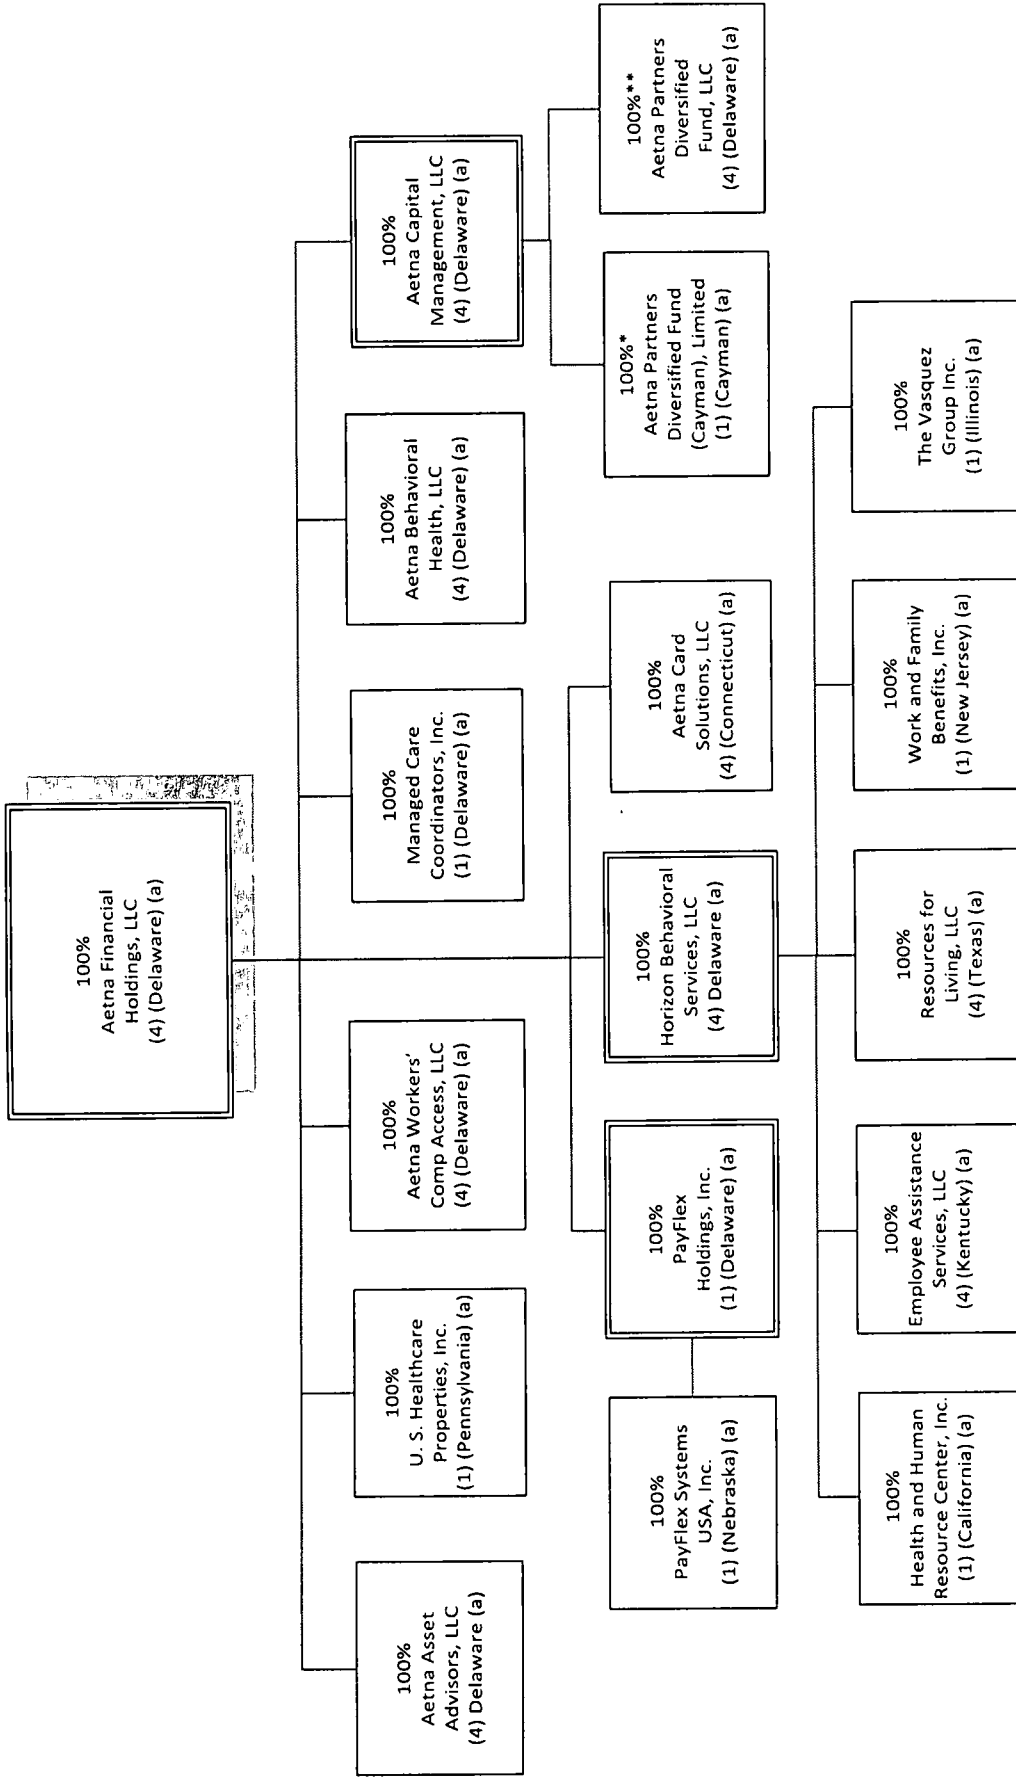 100%
Aetna Financial
Holdings, LLC
(4) (Delaware) (a)
100%
Aetna Asset
Advisors, LLC
(4) Delaware (a)
100%
U. S. Healthcare
Properties, Inc.
(1) (Pennsylvania) (a)
100%
Aetna Workers'
Comp Access, LLC
(4) (Delaware) (a)
100%
Managed Care
Coordinators, Inc.
(1) (Delaware) (a)
100%
Aetna Behavioral
Health, LLC
(4) (Delaware) (a)
100%
Aetna Capital
Management, LLC
(4) (Delaware) (a)
100%
PayFlex Systems
USA, Inc.
(1) (Nebraska) (a)
100%
PayFlex
Holdings, Inc.
(1) (Delaware) (a)
100%
Horizon Behavioral
Services, LLC
(4) Delaware (a)
100%
Aetna Card
Solutions, LLC
(4) (Connecticut) (a)
100%*
Aetna Partners
Diversified Fund
(Cayman), Limited
(1) (Cayman) (a)
100%**
Aetna Partners
Diversified
Fund, LLC
(4) (Delaware) (a)
100%
Health and Human
Resource Center, Inc.
(1) (California) (a)
100%
Employee Assistance
Services, LLC
(4) (Kentucky) (a)
100%
Resources for
Living, LLC
(4) (Texas) (a)
100%
Work and Family
Benefits, Inc.
(1) (New Jersey) (a)
100%
The Vasquez
Group Inc.
(1) (Illinois) (a)